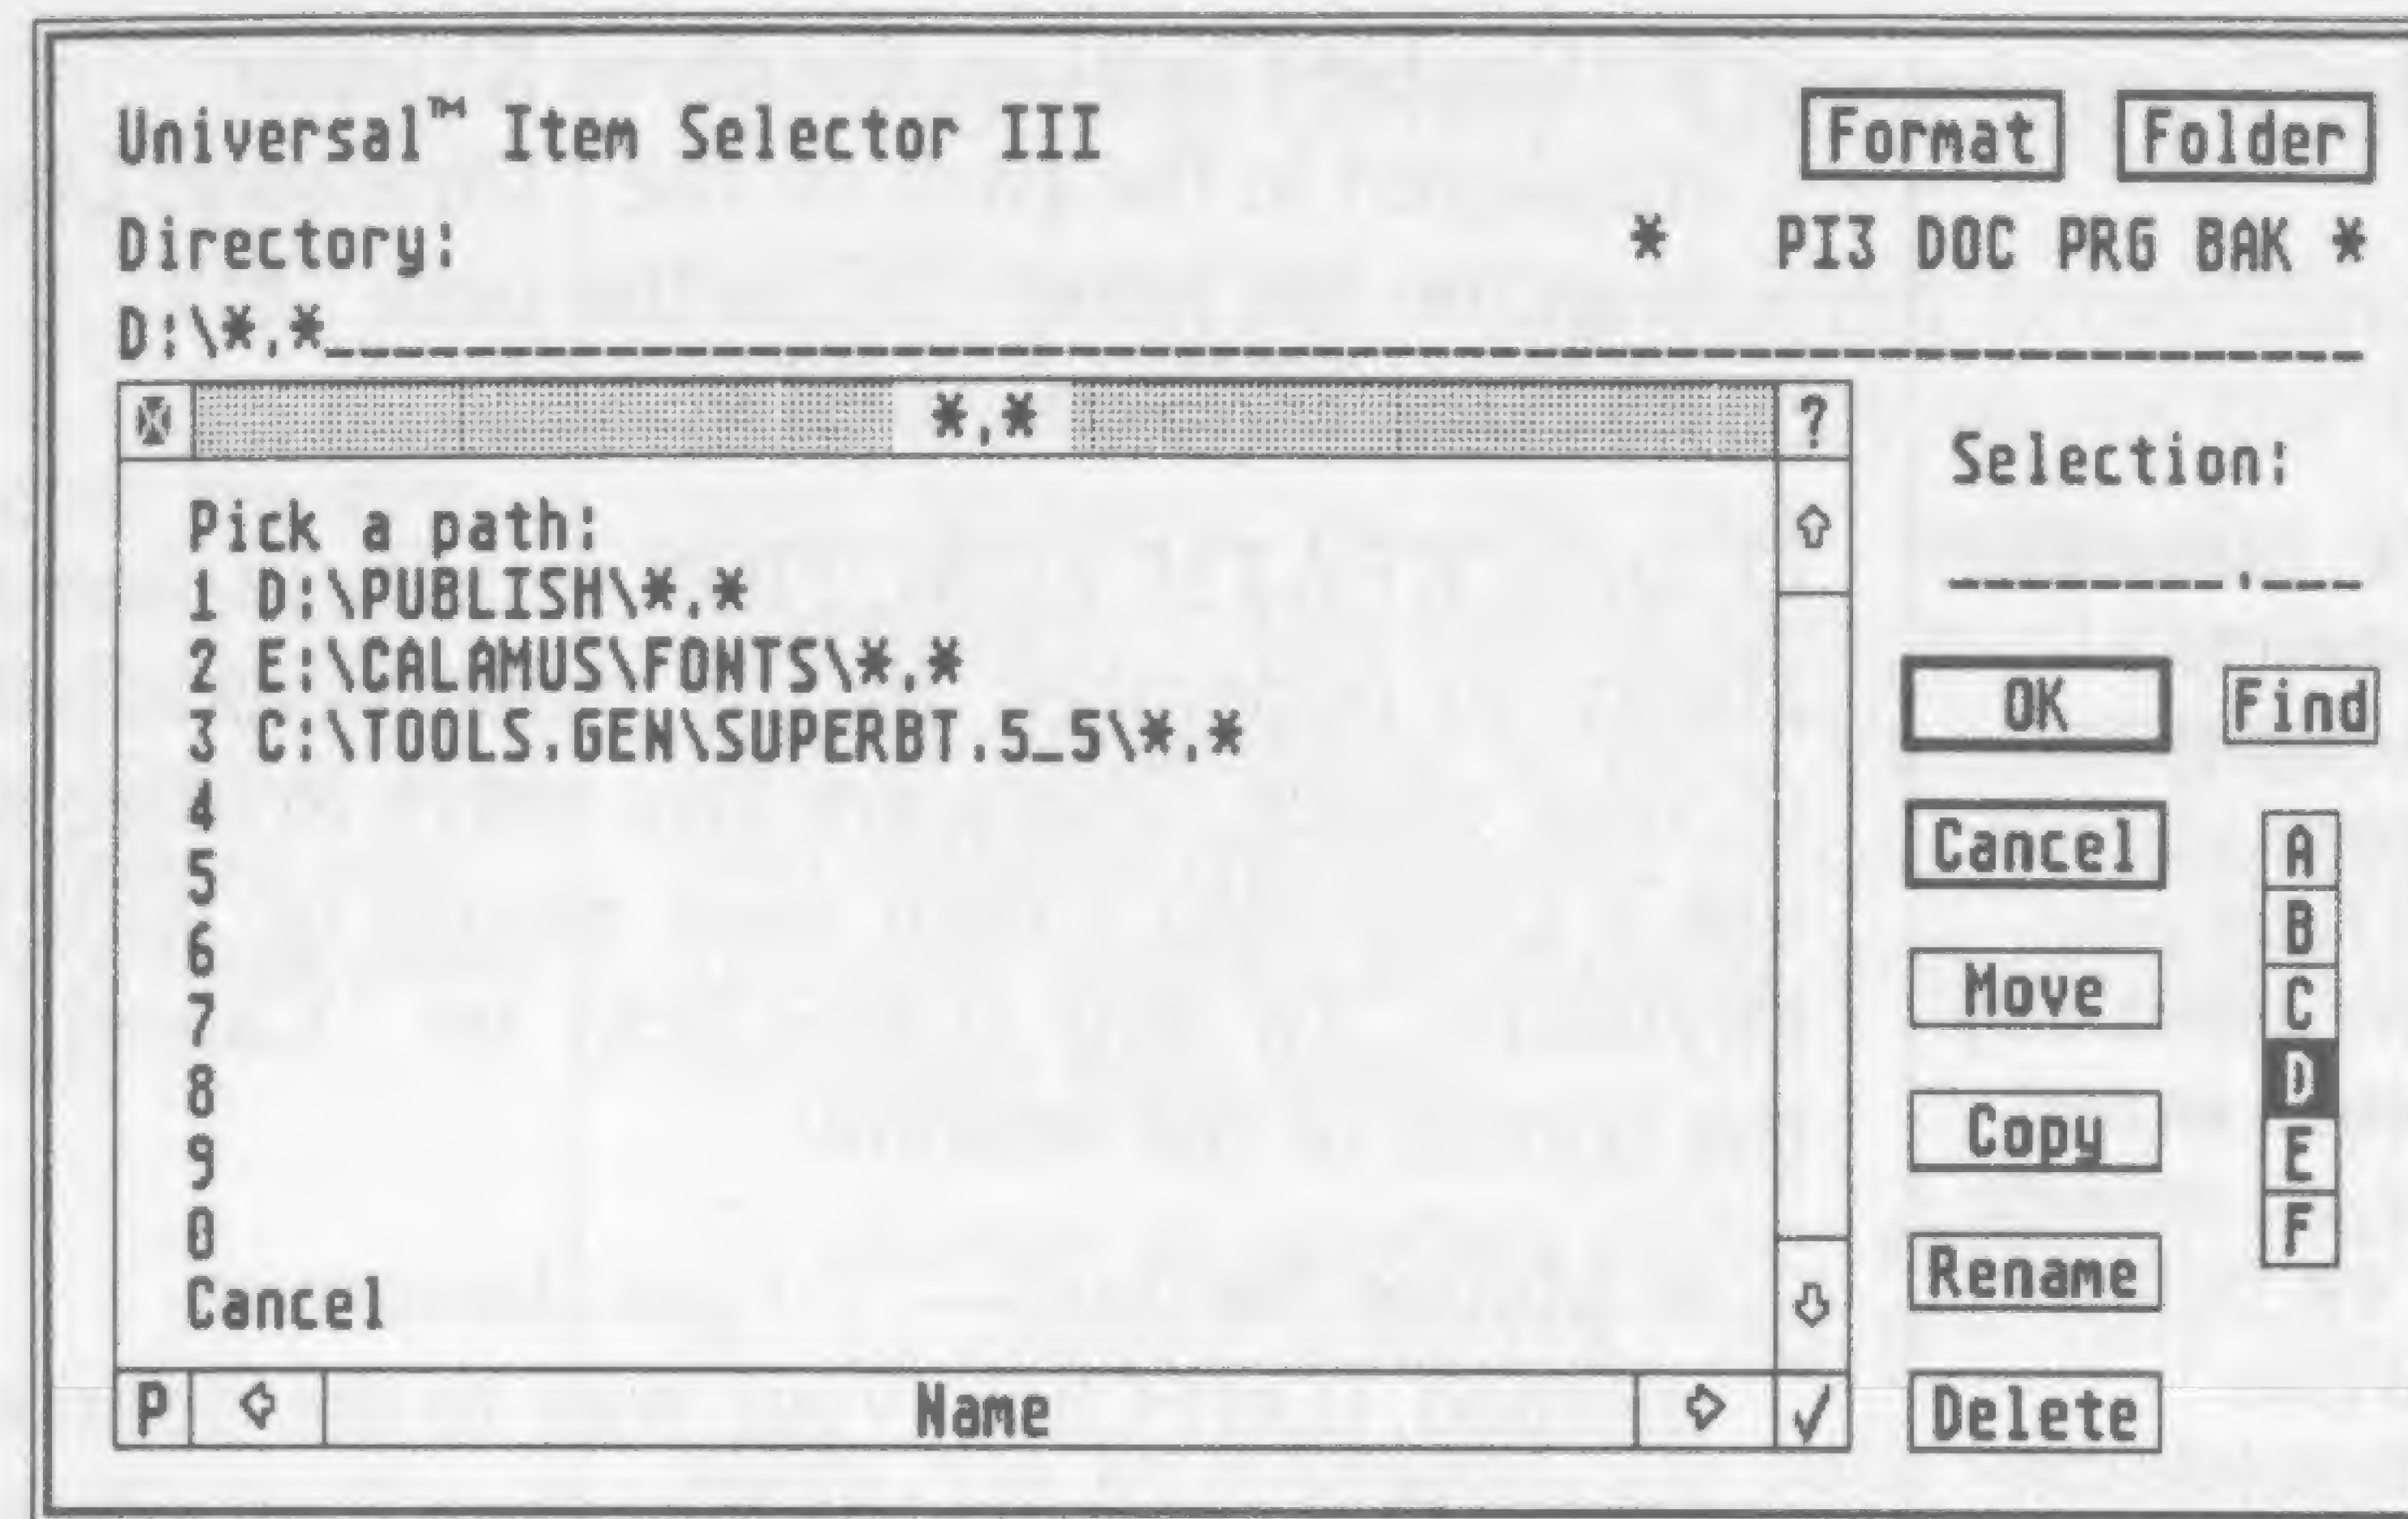 Universal™ Item Selector III
Format Folder
Directory:
* PI3 DOC PRG BAK *
D:\*.*
*.* ?
Selection:
Pick a path:
1 D:\PUBLISH\*.*
2 E:\CALAMUS\FONTS\*.*
3 C:\TOOLS.GEN\SUPERBT.5_5\*.*
4
5
6
7
8
9
0
Cancel
OK Find
Cancel
Move
Copy
Rename
Delete
A
B
C
D
E
F
P Name